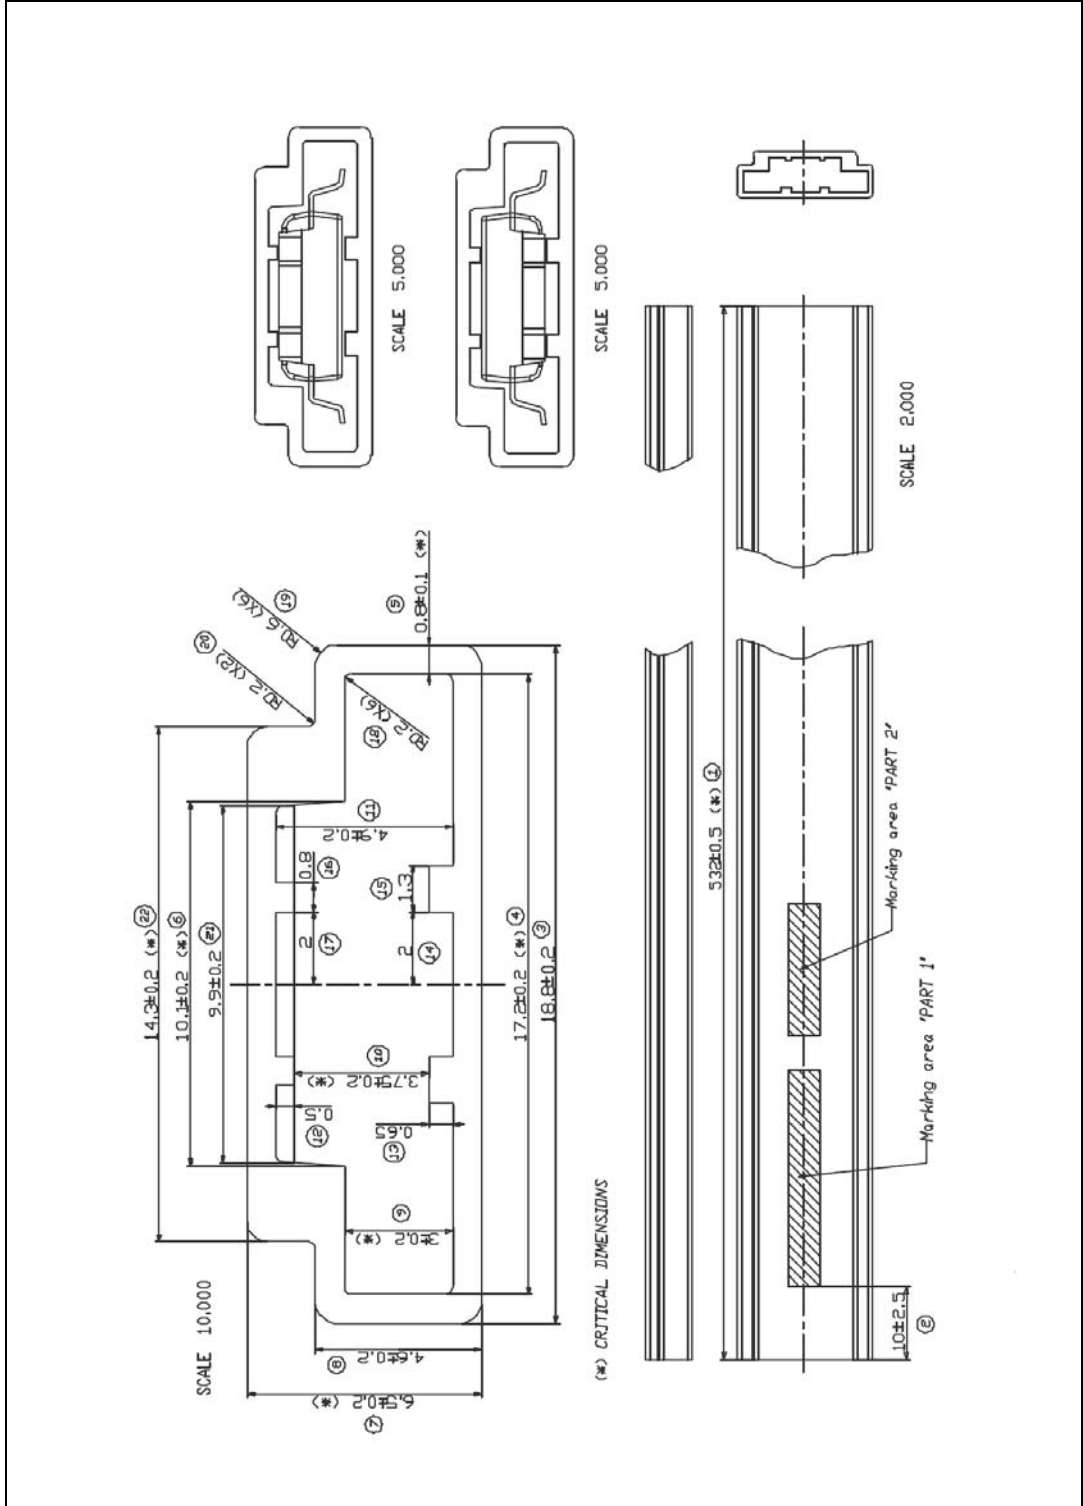 SCALE 5,000
SCALE 5,000
SCALE 10,000
14,3±0,2 (*) 22
10,1±0,2 (*) 6
9,9±0,2 21
R0,2 (X2) 20
R0,6 (X6) 19
R0,2 (X6) 18
0,8±0,1 (*) 5
4,9±0,2 11
0,8 16
1,3 15
2 17
2 14
3,75±0,2 (*) 10
0,5 12
0,65 13
3±0,2 (*) 9
17,2±0,2 (*) 4
18,8±0,2 3
4,6±0,2 8
6,5±0,2 (*) 7
(*) CRITICAL DIMENSIONS
532±0,5 (*) 1
SCALE 2,000
Marking area 'PART 2'
Marking area 'PART 1'
10±2,5 2